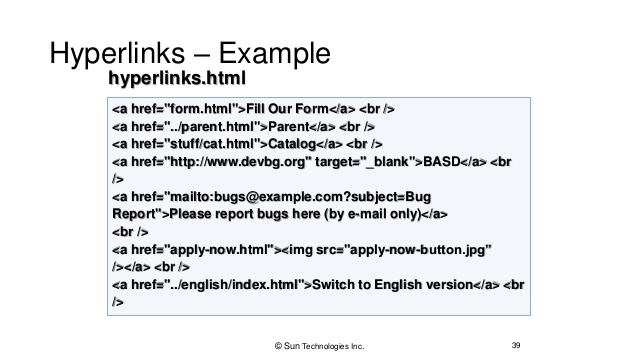 Hyperlinks – Example
hyperlinks.html
<a href="form.html">Fill Our Form</a> <br />
<a href="../parent.html">Parent</a> <br />
<a href="stuff/cat.html">Catalog</a> <br />
<a href="http://www.devbg.org" target="_blank">BASD</a> <br
/>
<a href="mailto:bugs@example.com?subject=Bug
Report">Please report bugs here (by e-mail only)</a>
<br />
<a href="apply-now.html"><img src="apply-now-button.jpg”
/></a> <br />
<a href="../english/index.html">Switch to English version</a> <br
/>
© Sun Technologies Inc.
39